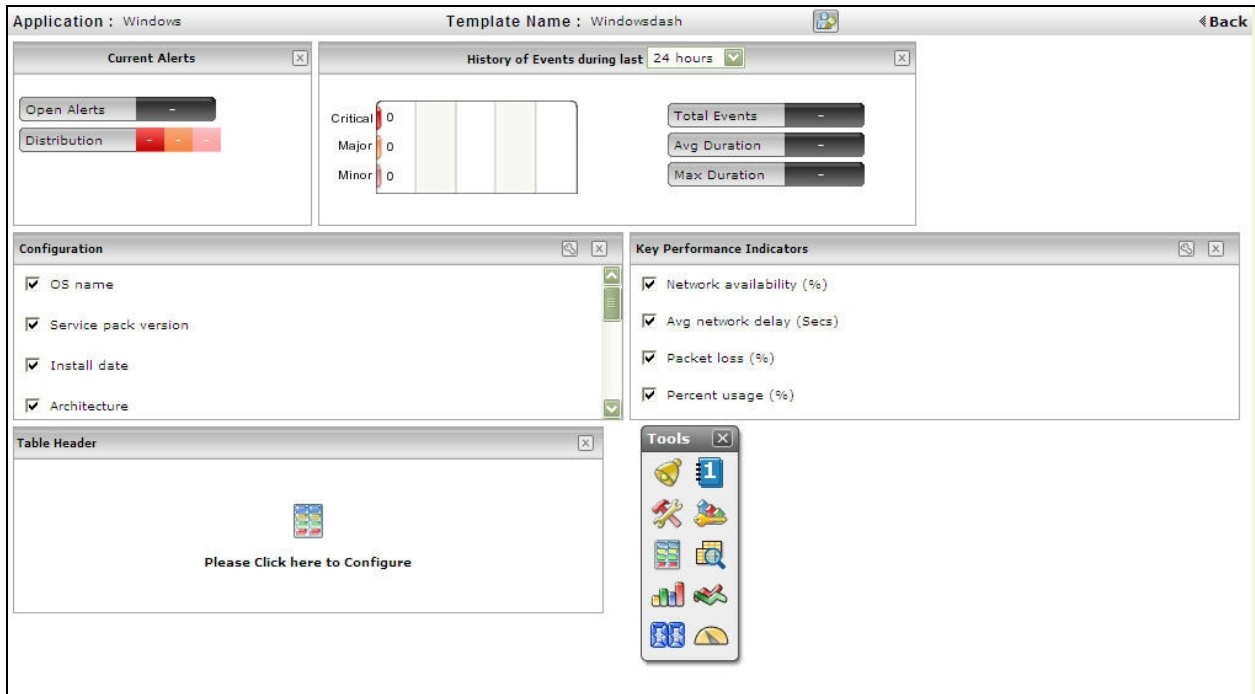 Application : Windows
Template Name : Windowsdash
Back
Current Alerts
History of Events during last 24 hours
Open Alerts -
Distribution - - -
Critical 0
Major 0
Minor 0
Total Events -
Avg Duration -
Max Duration -
Configuration
OS name
Service pack version
Install date
Architecture
Key Performance Indicators
Network availability (%)
Avg network delay (Secs)
Packet loss (%)
Percent usage (%)
Table Header
Please Click here to Configure
Tools
1
00